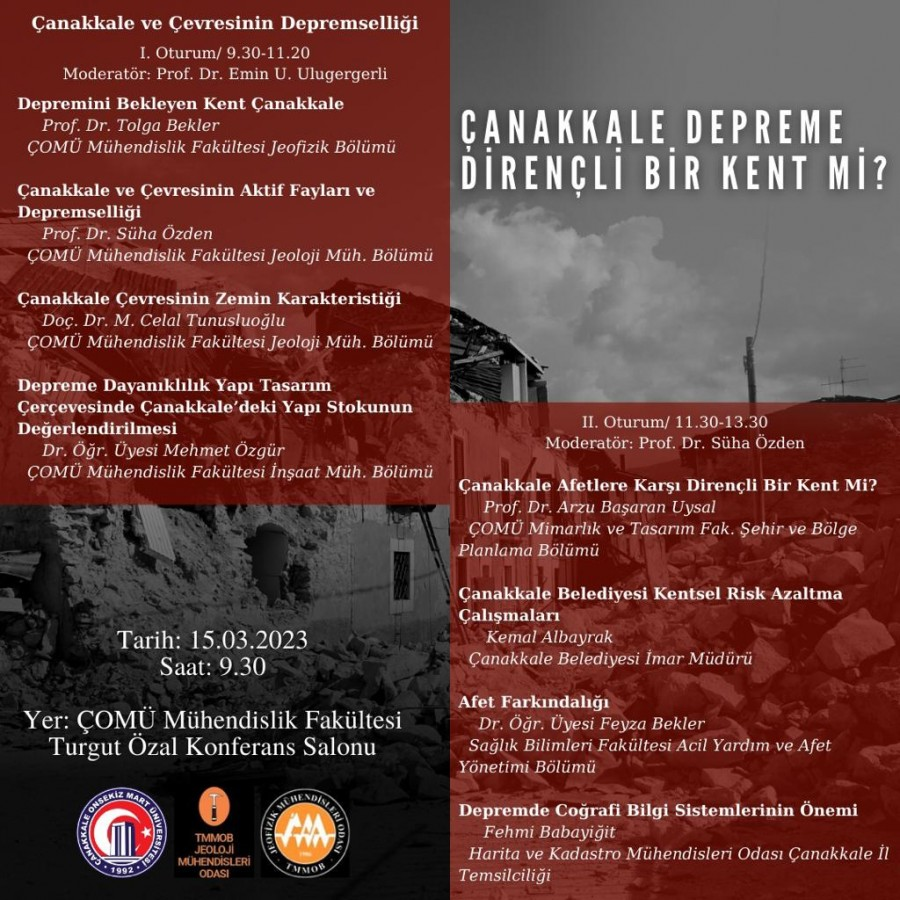 Çanakkale ve Çevresinin Depremselliği
I. Oturum/ 9.30-11.20
Moderatör: Prof. Dr. Emin U. Ulugergerli
Depremini Bekleyen Kent Çanakkale
Prof. Dr. Tolga Bekler
ÇOMÜ Mühendislik Fakültesi Jeofizik Bölümü
Çanakkale ve Çevresinin Aktif Fayları ve
Depremselliği
Prof. Dr. Süha Özden
ÇOMÜ Mühendislik Fakültesi Jeoloji Müh. Bölümü
Çanakkale Çevresinin Zemin Karakteristiği
Doç. Dr. M. Celal Tunusluoğlu
ÇOMÜ Mühendislik Fakültesi Jeoloji Müh. Bölümü
Depreme Dayanıklılık Yapı Tasarım
Çerçevesinde Çanakkale’deki Yapı Stokunun
Değerlendirilmesi
Dr. Öğr. Üyesi Mehmet Özgür
ÇOMÜ Mühendislik Fakültesi İnşaat Müh. Bölümü
Tarih: 15.03.2023
Saat: 9.30
Yer: ÇOMÜ Mühendislik Fakültesi
Turgut Özal Konferans Salonu
ÇANAKKALE ONSEKİZ MART ÜNİVERSİTESİ
1992
TMMOB
JEOLOJİ
MÜHENDİSLERİ
ODASI
JEOFİZİK MÜHENDİSLERİ ODASI
TMMOB
ÇANAKKALE DEPREME
DİRENÇLİ BİR KENT Mİ?
II. Oturum/ 11.30-13.30
Moderatör: Prof. Dr. Süha Özden
Çanakkale Afetlere Karşı Dirençli Bir Kent Mi?
Prof. Dr. Arzu Başaran Uysal
ÇOMÜ Mimarlık ve Tasarım Fak. Şehir ve Bölge
Planlama Bölümü
Çanakkale Belediyesi Kentsel Risk Azaltma
Çalışmaları
Kemal Albayrak
Çanakkale Belediyesi İmar Müdürü
Afet Farkındalığı
Dr. Öğr. Üyesi Feyza Bekler
Sağlık Bilimleri Fakültesi Acil Yardım ve Afet
Yönetimi Bölümü
Depremde Coğrafi Bilgi Sistemlerinin Önemi
Fehmi Babayiğit
Harita ve Kadastro Mühendisleri Odası Çanakkale İl
Temsilciliği